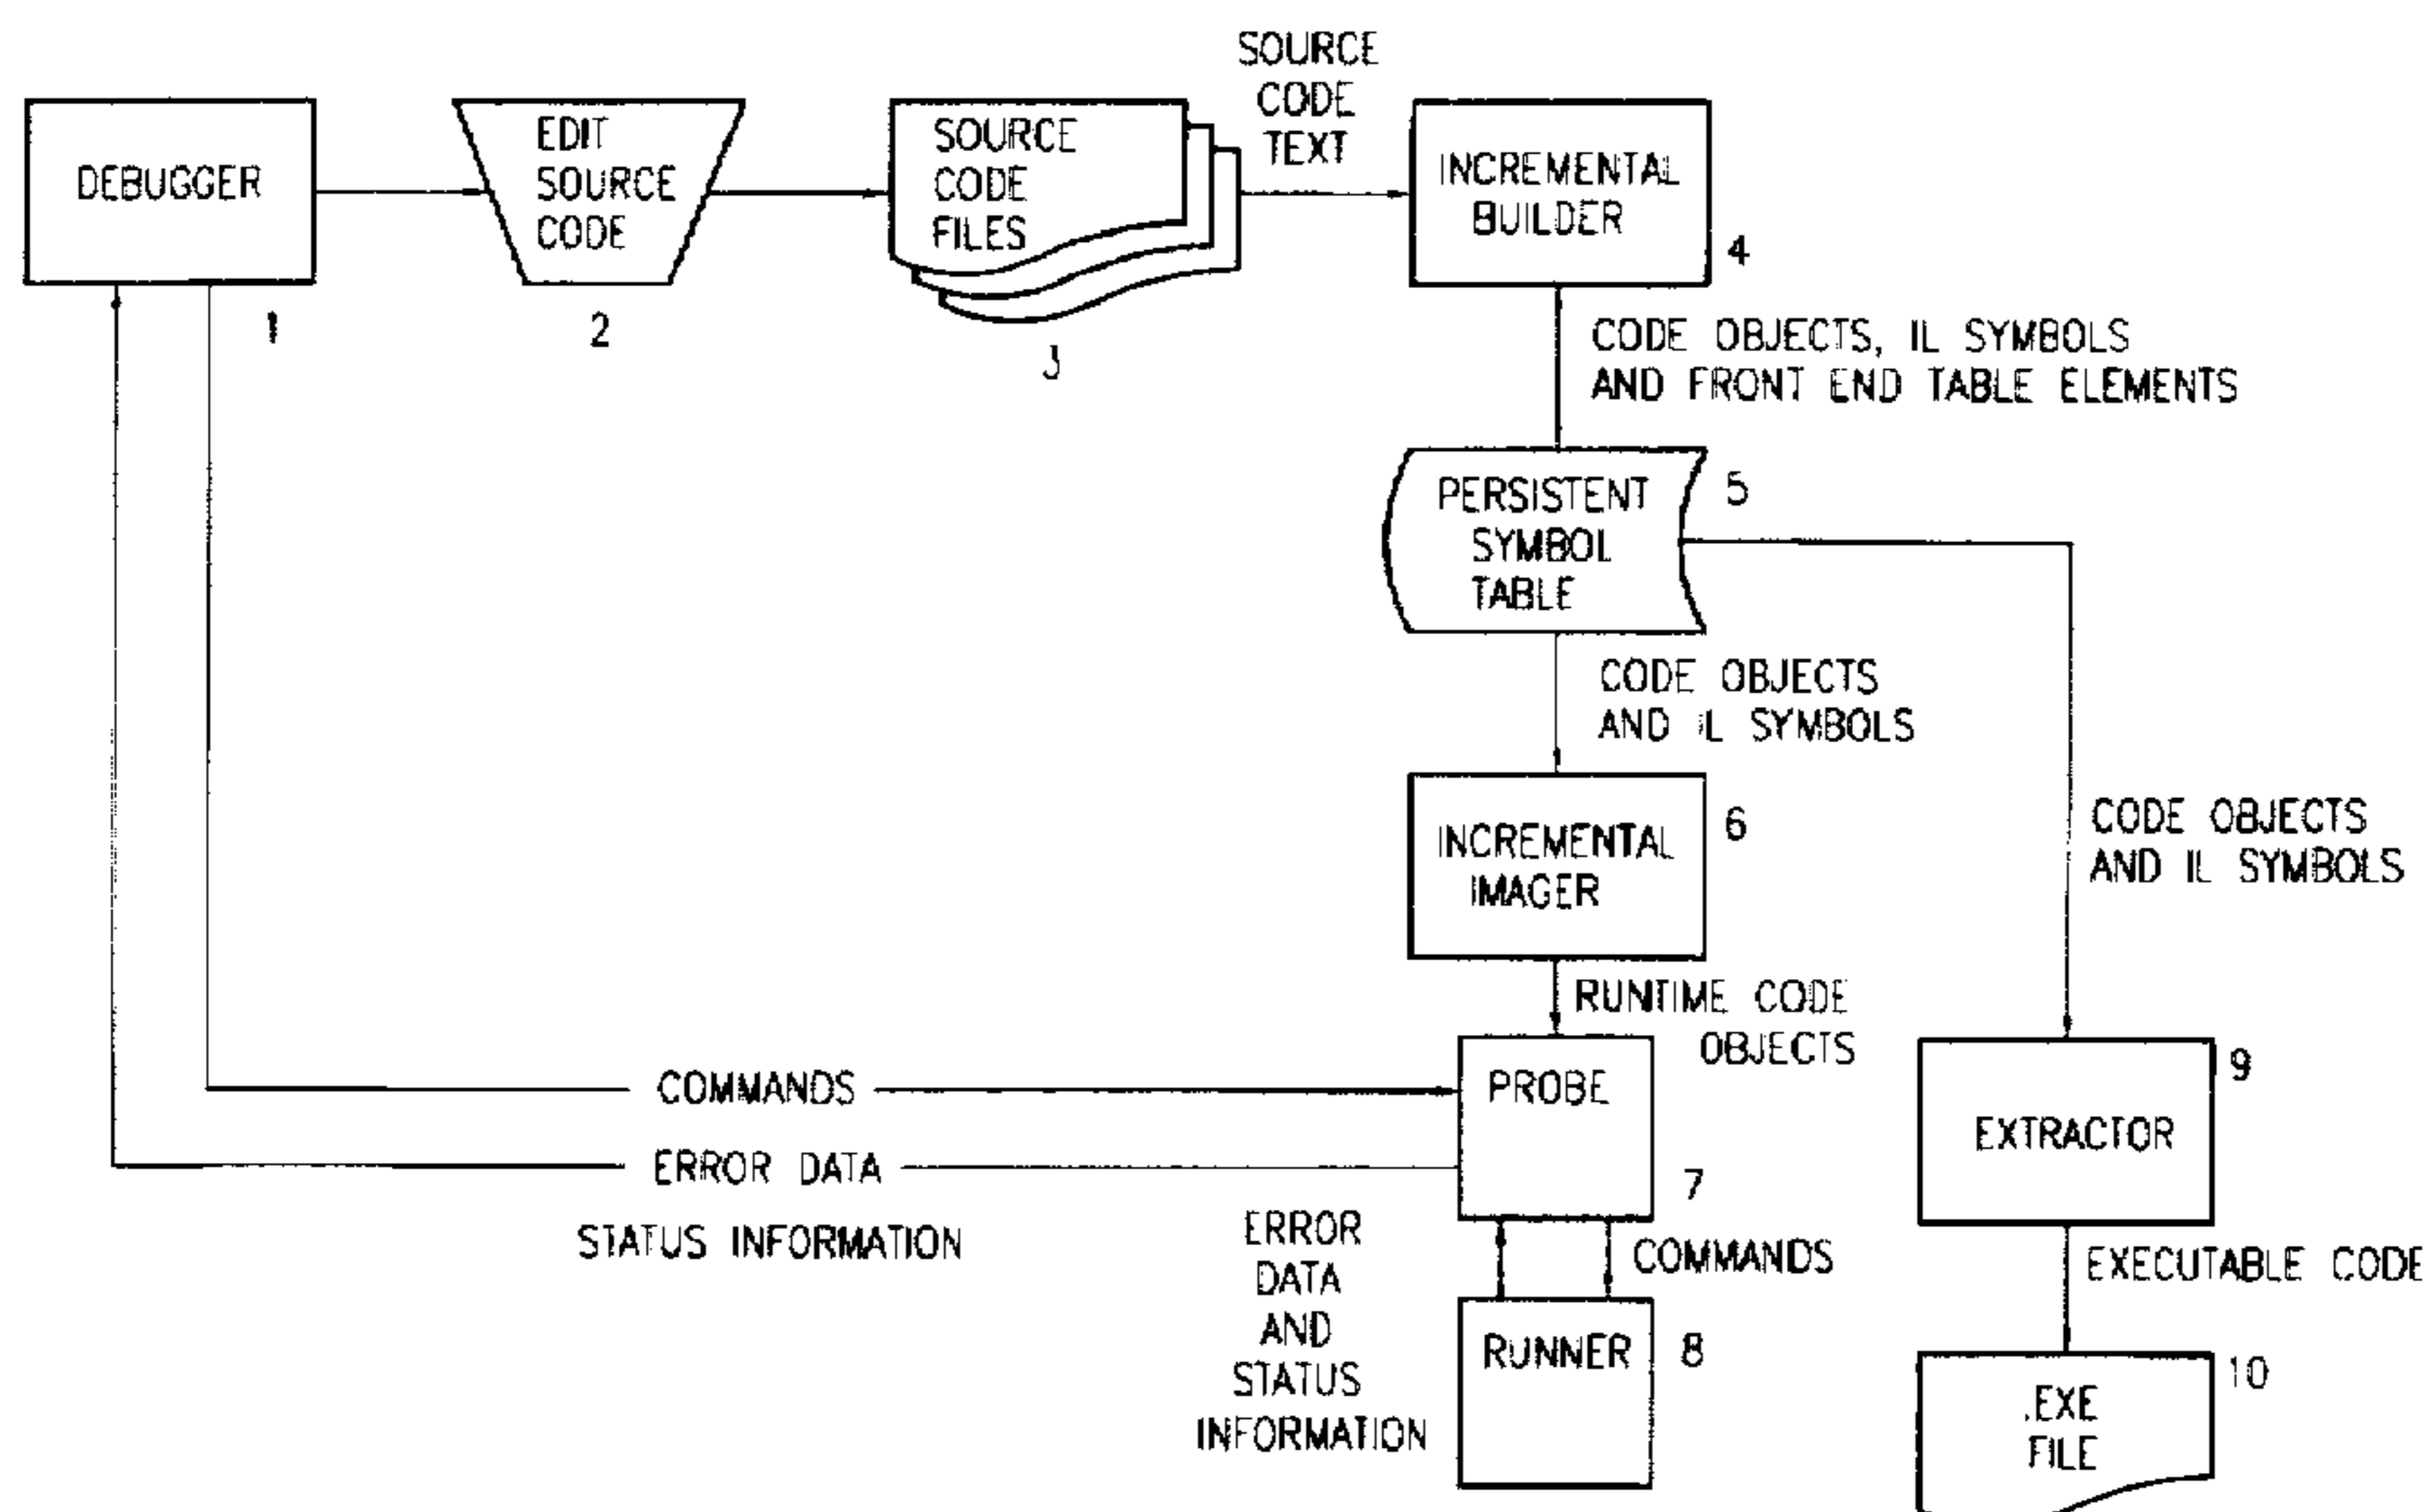 SOURCE
CODE
TEXT
DEBUGGER
1
EDIT
SOURCE
CODE
2
SOURCE
CODE
FILES
3
INCREMENTAL
BUILDER
4
CODE OBJECTS, IL SYMBOLS
AND FRONT END TABLE ELEMENTS
PERSISTENT
SYMBOL
TABLE
5
CODE OBJECTS
AND IL SYMBOLS
INCREMENTAL
IMAGER
6
CODE OBJECTS
AND IL SYMBOLS
RUNTIME CODE
OBJECTS
COMMANDS
ERROR DATA
STATUS INFORMATION
PROBE
7
EXTRACTOR
9
ERROR
DATA
AND
STATUS
INFORMATION
COMMANDS
RUNNER
8
EXECUTABLE CODE
.EXE
FILE
10